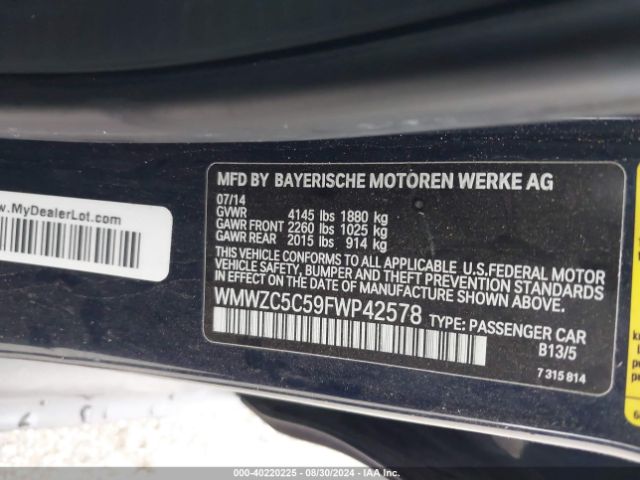 MFD BY BAYERISCHE MOTOREN WERKE AG
07/14
GVWR 4145 lbs 1880 kg
GAWR FRONT 2260 lbs 1025 kg
GAWR REAR 2015 lbs 914 kg
THIS VEHICLE CONFORMS TO ALL APPLICABLE U.S.FEDERAL MOTOR
VEHICLE SAFETY, BUMPER AND THEFT PREVENTION STANDARDS
IN EFFECT ON THE DATE OF MANUFACTURE SHOWN ABOVE.
WMWZC5C59FWP42578
TYPE: PASSENGER CAR
B13/5
7 315 814
www.MyDealerLot.com
000-40220225 - 08/30/2024 - IAA Inc.